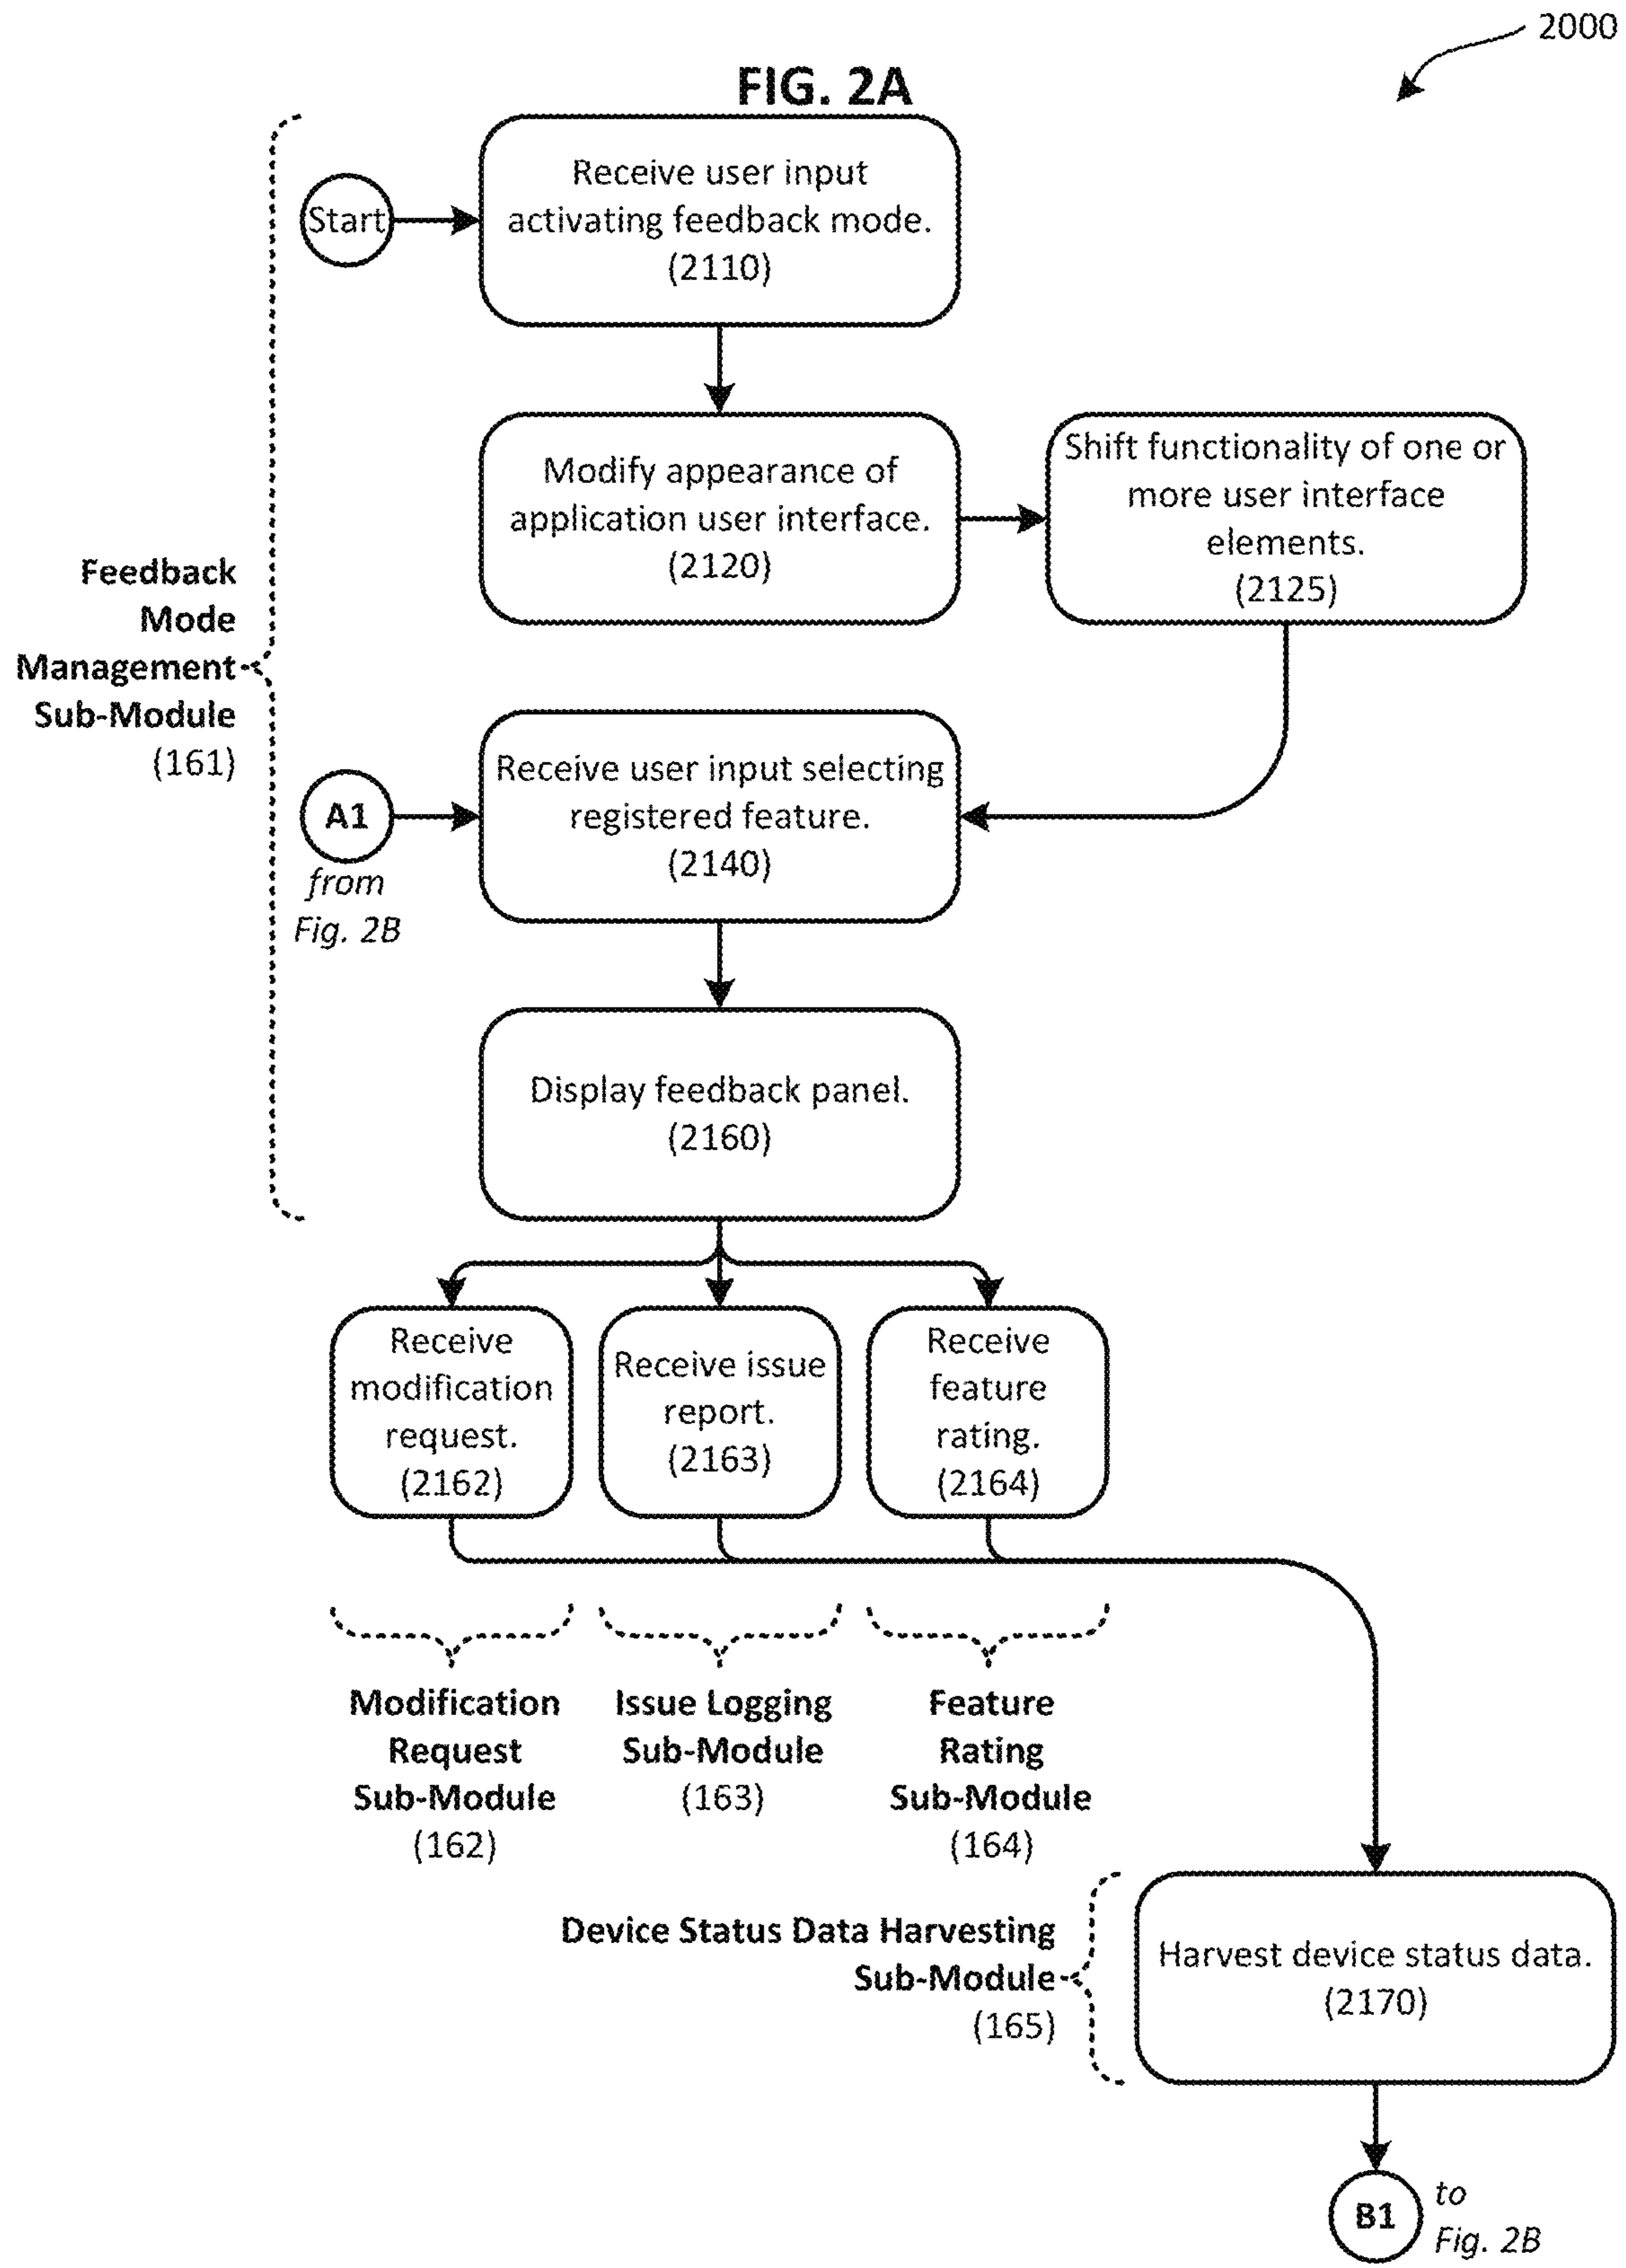 2000
FIG. 2A
Start
Receive user input
activating feedback mode.
(2110)
Modify appearance of
application user interface.
(2120)
Shift functionality of one or
more user interface
elements.
(2125)
Feedback
Mode
Management
Sub-Module
(161)
A1
from
Fig. 2B
Receive user input selecting
registered feature.
(2140)
Display feedback panel.
(2160)
Receive
modification
request.
(2162)
Receive issue
report.
(2163)
Receive
feature
rating.
(2164)
Modification
Request
Sub-Module
(162)
Issue Logging
Sub-Module
(163)
Feature
Rating
Sub-Module
(164)
Device Status Data Harvesting
Sub-Module
(165)
Harvest device status data.
(2170)
B1
to
Fig. 2B